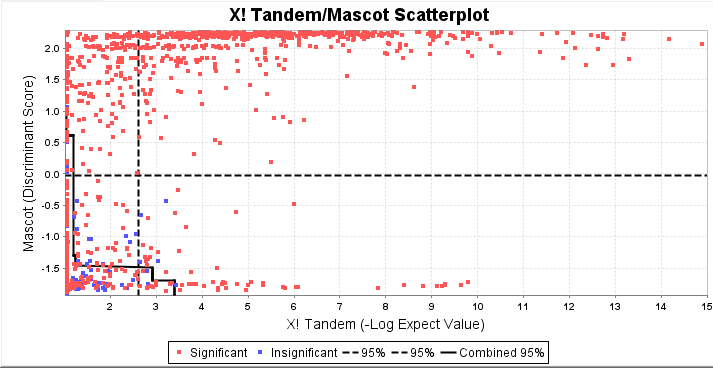 X! Tandem/Mascot Scatterplot
Mascot (Discriminant Score)
2.0
1.5
1.0
0.5
0.0
-0.5
-1.0
-1.5
2 3 4 5 6 7 8 9 10 11 12 13 14 15
X! Tandem (-Log Expect Value)
Significant Insignificant 95% 95% Combined 95%